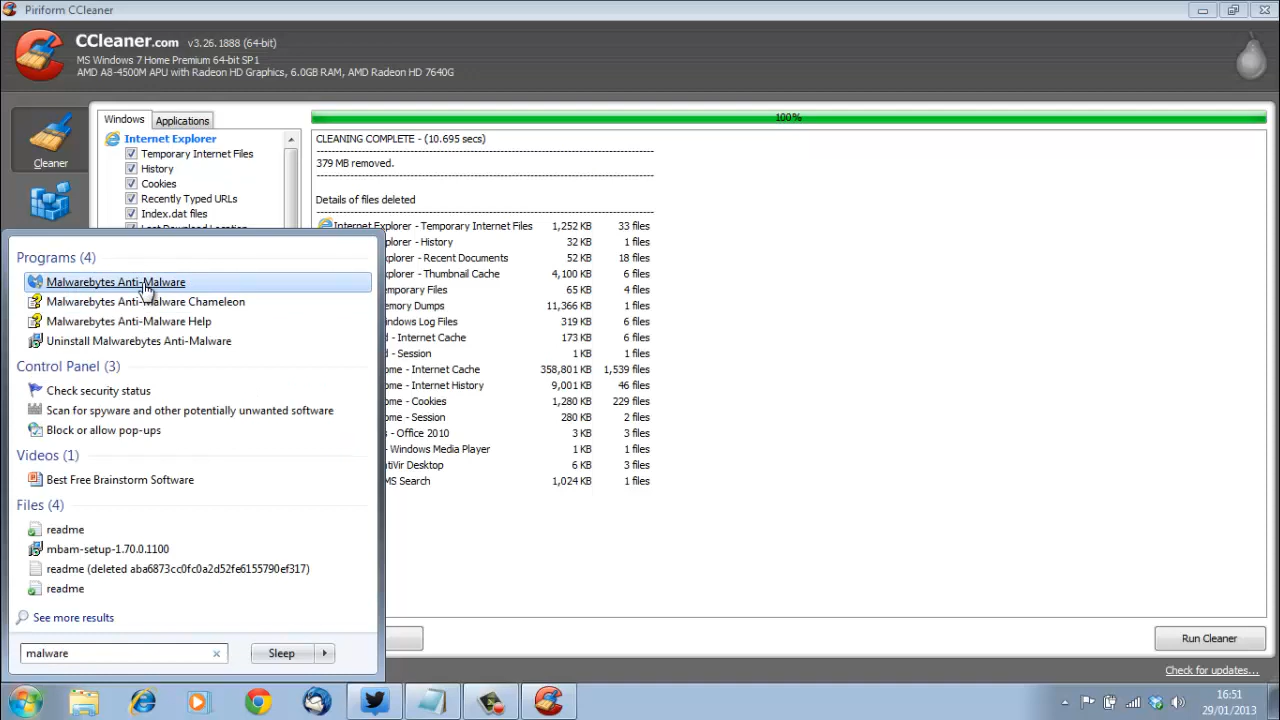 Piriform CCleaner
CCleaner.com v3.26.1888 (64-bit)
MS Windows 7 Home Premium 64-bit SP1
AMD A8-4500M APU with Radeon HD Graphics, 6.0GB RAM, AMD Radeon HD 7640G
Cleaner
Windows Applications
Internet Explorer
Temporary Internet Files
History
Cookies
Recently Typed URLs
Index.dat files
100%
CLEANING COMPLETE - (10.695 secs)
379 MB removed.
Details of files deleted
Internet Explorer - Temporary Internet Files 1,252 KB 33 files
xplorer - History 32 KB 1 files
xplorer - Recent Documents 52 KB 18 files
xplorer - Thumbnail Cache 4,100 KB 6 files
porary Files 65 KB 4 files
emory Dumps 11,366 KB 6 files
indows Log Files 319 KB 6 files
d - Internet Cache 173 KB 6 files
d - Session 1 KB 1 files
ome - Internet Cache 358,801 KB 1,539 files
ome - Internet History 9,001 KB 46 files
ome - Cookies 1,280 KB 229 files
ome - Session 280 KB 2 files
s - Office 2010 3 KB 3 files
- Windows Media Player 1 KB 1 files
ntiVir Desktop 6 KB 3 files
MS Search 1,024 KB 1 files
Run Cleaner
Check for updates...
Programs (4)
Malwarebytes Anti-Malware
Malwarebytes Anti-Malware Chameleon
Malwarebytes Anti-Malware Help
Uninstall Malwarebytes Anti-Malware
Control Panel (3)
Check security status
Scan for spyware and other potentially unwanted software
Block or allow pop-ups
Videos (1)
Best Free Brainstorm Software
Files (4)
readme
mbam-setup-1.70.0.1100
readme (deleted aba6873cc0fc0a2d52fe6155790ef317)
readme
See more results
malware
Sleep
16:51
29/01/2013